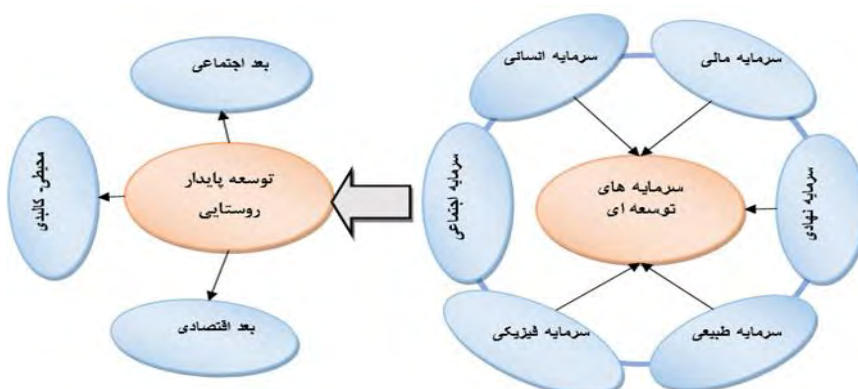 سرمایه مالی
سرمایه انسانی
سرمایه نهادی
سرمایه های
توسعه ای
سرمایه اجتماعی
سرمایه طبیعی
سرمایه فیزیکی
بعد اجتماعی
توسعه پایدار
روستایی
محیطی- کالبدی
بعد اقتصادی